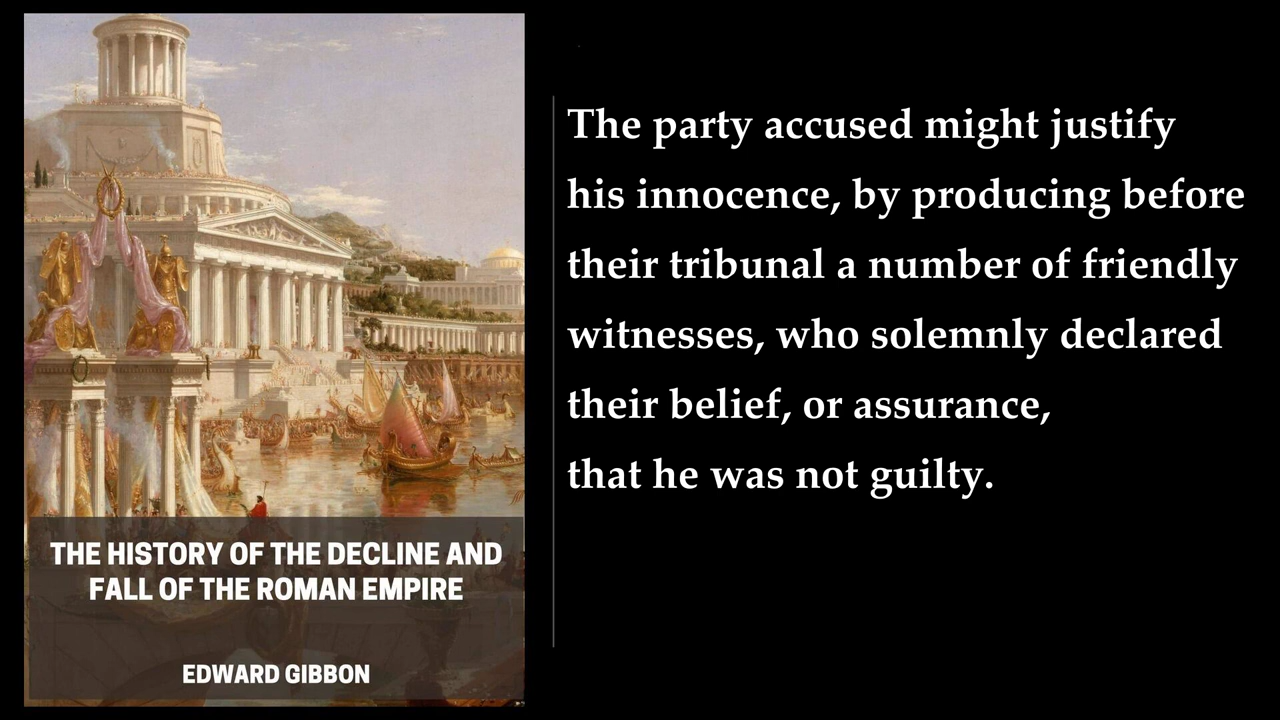 THE HISTORY OF THE DECLINE AND
FALL OF THE ROMAN EMPIRE
EDWARD GIBBON
The party accused might justify
his innocence, by producing before
their tribunal a number of friendly
witnesses, who solemnly declared
their belief, or assurance,
that he was not guilty.